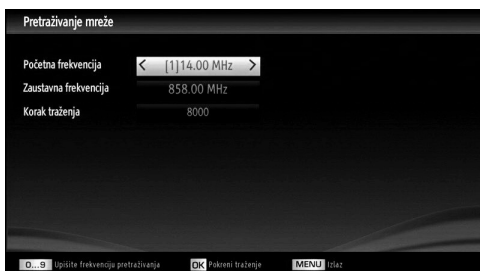 Pretraživanje mreže
Početna frekvencija < [1]14.00 MHz >
Zaustavna frekvencija 858.00 MHz
Korak traženja 8000
0...9 Upišite frekvenciju pretraživanja OK Pokreni traženje MENU Izlaz